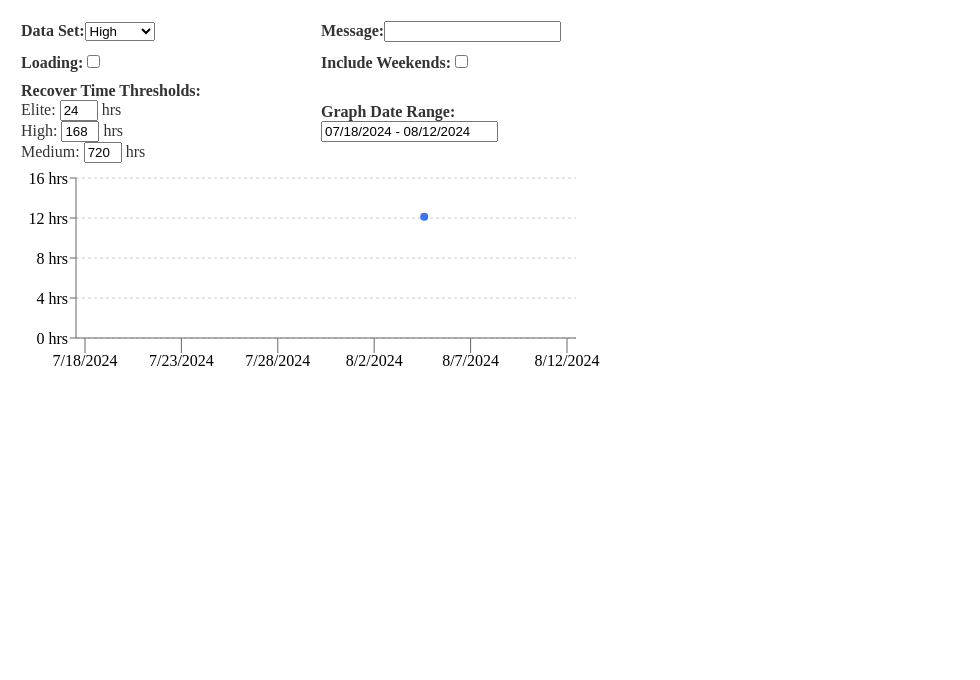 Data Set: High
Message:
Loading:
Include Weekends:
Recover Time Thresholds:
Elite: 24 hrs
High: 168 hrs
Medium: 720 hrs
Graph Date Range:
07/18/2024 - 08/12/2024
16 hrs
12 hrs
8 hrs
4 hrs
0 hrs
7/18/2024 7/23/2024 7/28/2024 8/2/2024 8/7/2024 8/12/2024